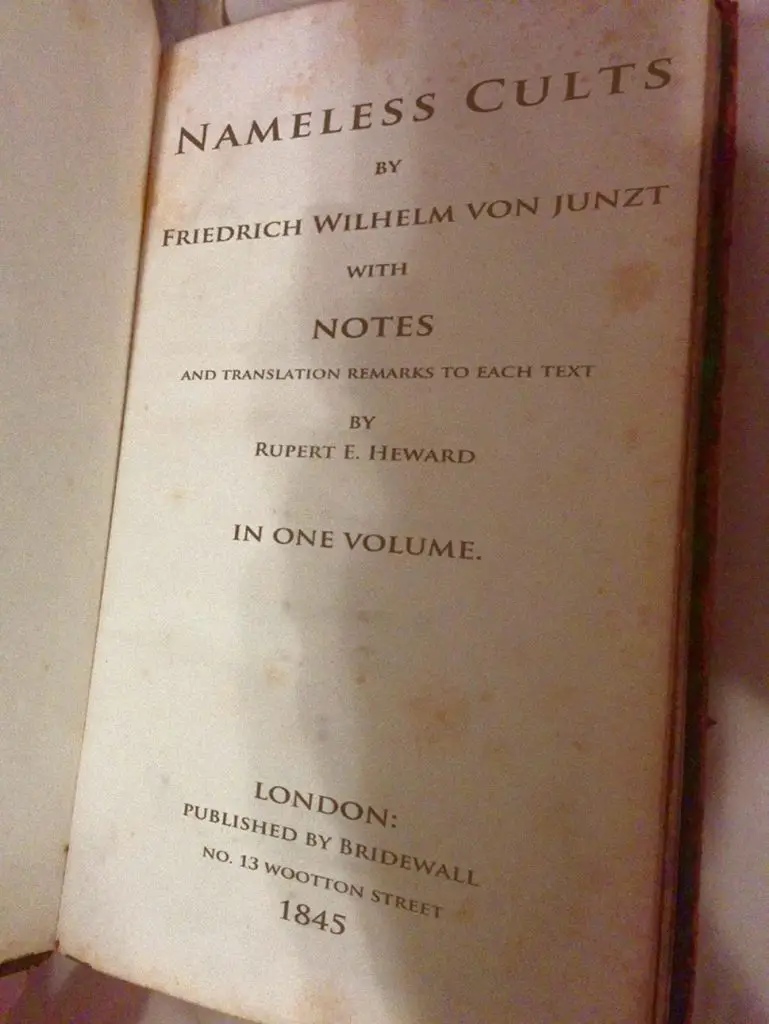 NAMELESS CULTS
BY
FRIEDRICH WILHELM VON JUNZT
WITH
NOTES
AND TRANSLATION REMARKS TO EACH TEXT
BY
RUPERT E. HEWARD
IN ONE VOLUME.
LONDON:
PUBLISHED BY BRIDEWALL
NO. 13 WOOTTON STREET
1845